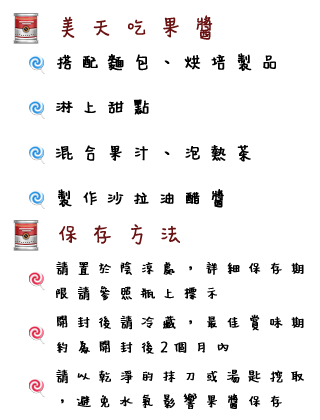 美天吃果醬
搭配麵包、烘培製品
淋上甜點
混合果汁、泡熱茶
製作沙拉油醋醬
保存方法
請置於陰涼處，詳細保存期
限請參照瓶上標示
開封後請冷藏，最佳賞味期
約為開封後2個月內
請以乾淨的抹刀或湯匙挖取
，避免水氣影響果醬保存